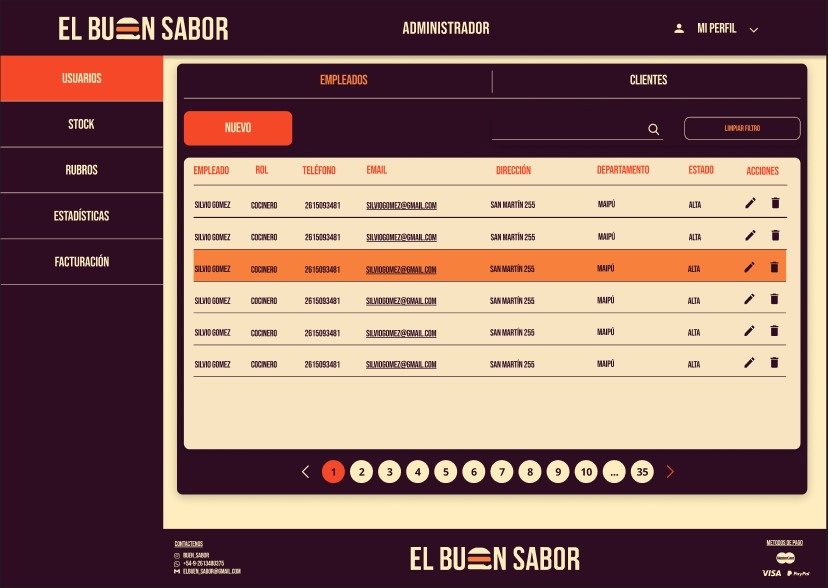 EL BUEN SABOR
ADMINISTRADOR
MI PERFIL
USUARIOS
STOCK
RUBROS
ESTADÍSTICAS
FACTURACIÓN
EMPLEADOS CLIENTES
NUEVO
LIMPIAR FILTRO
EMPLEADO ROL TELÉFONO EMAIL DIRECCIÓN DEPARTAMENTO ESTADO ACCIONES
SILVIO GOMEZ COCINERO 2615093481 SILVIOGOMEZ@GMAIL.COM SAN MARTÍN 255 MAIPÚ ALTA
SILVIO GOMEZ COCINERO 2615093481 SILVIOGOMEZ@GMAIL.COM SAN MARTÍN 255 MAIPÚ ALTA
SILVIO GOMEZ COCINERO 2615093481 SILVIOGOMEZ@GMAIL.COM SAN MARTÍN 255 MAIPÚ ALTA
SILVIO GOMEZ COCINERO 2615093481 SILVIOGOMEZ@GMAIL.COM SAN MARTÍN 255 MAIPÚ ALTA
SILVIO GOMEZ COCINERO 2615093481 SILVIOGOMEZ@GMAIL.COM SAN MARTÍN 255 MAIPÚ ALTA
SILVIO GOMEZ COCINERO 2615093481 SILVIOGOMEZ@GMAIL.COM SAN MARTÍN 255 MAIPÚ ALTA
1 2 3 4 5 6 7 8 9 10 ... 35
CONTACTENOS
BUEN_SABOR
+54-9-2613480375
ELBUEN_SABOR@GMAIL.COM
EL BUEN SABOR
METODOS DE PAGO
MasterCard
VISA PayPal